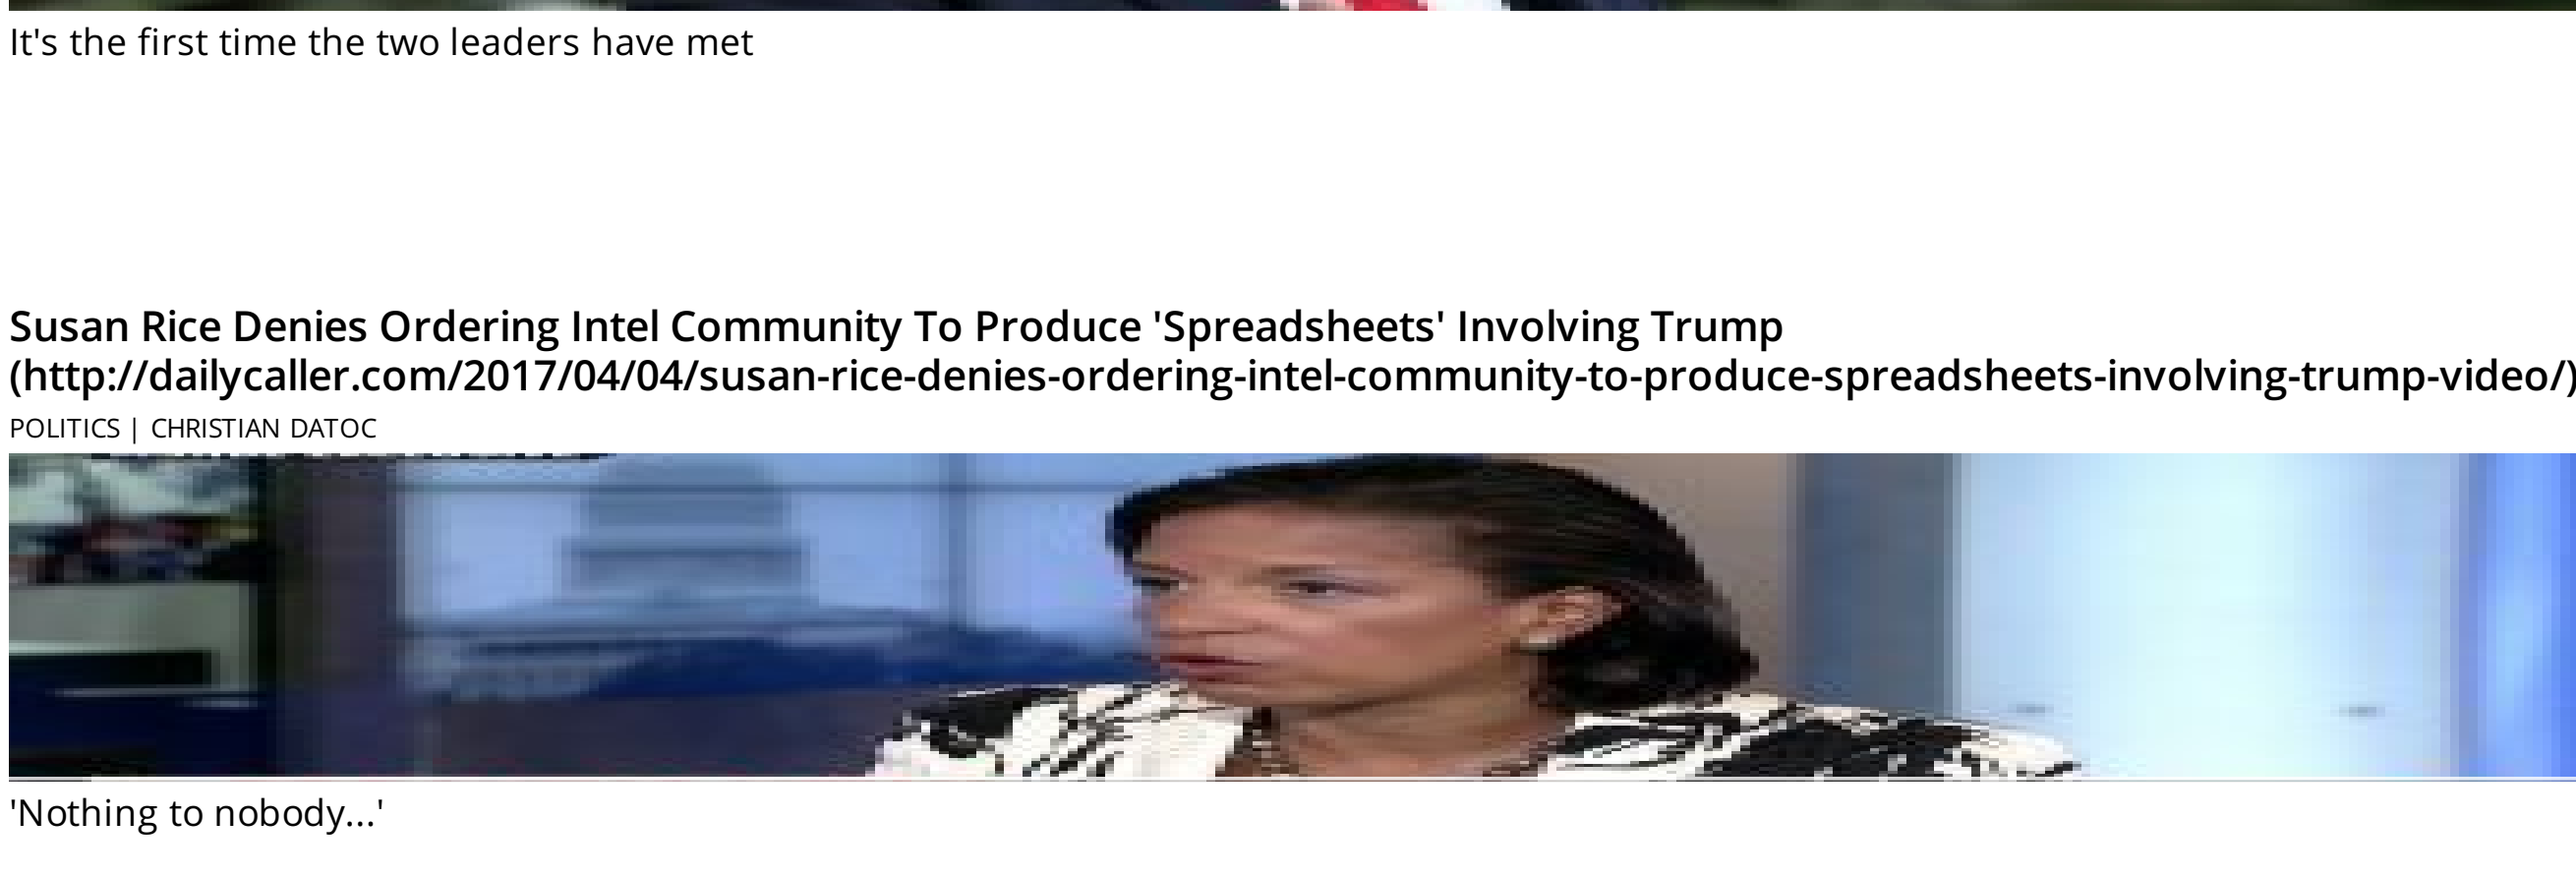 It's the first time the two leaders have met
Susan Rice Denies Ordering Intel Community To Produce 'Spreadsheets' Involving Trump
(http://dailycaller.com/2017/04/04/susan-rice-denies-ordering-intel-community-to-produce-spreadsheets-involving-trump-video/)
POLITICS | CHRISTIAN DATOC
'Nothing to nobody...'